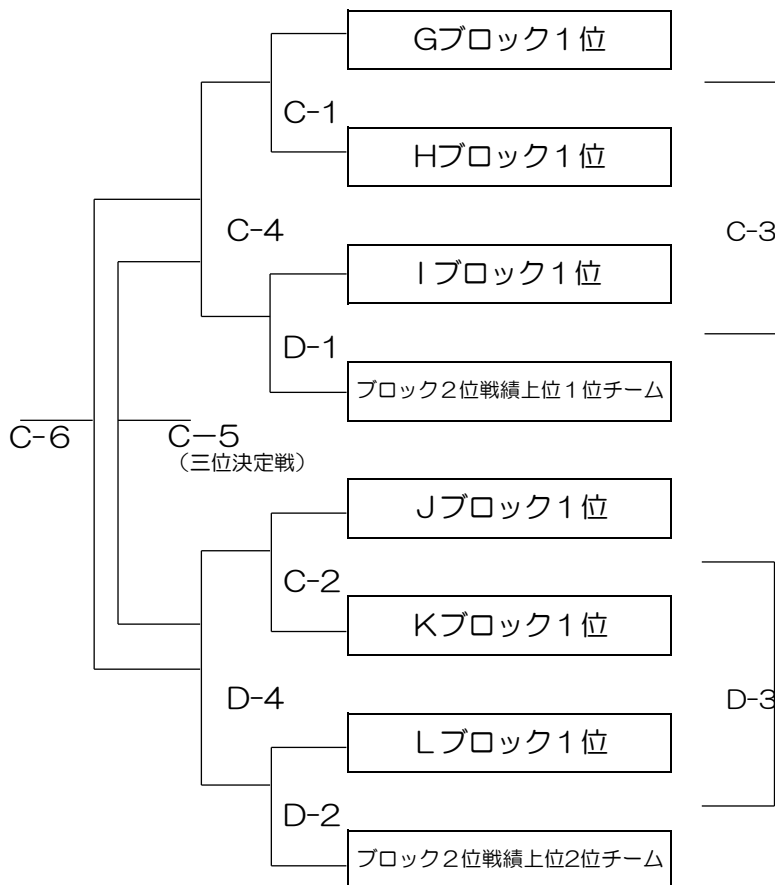 Gブロック１位
C-1
Hブロック１位
C-4
C-3
Iブロック１位
D-1
ブロック２位戦績上位１位チーム
C-6
C－5
（三位決定戦）
Jブロック１位
C-2
Kブロック１位
D-4
D-3
Lブロック１位
D-2
ブロック２位戦績上位2位チーム